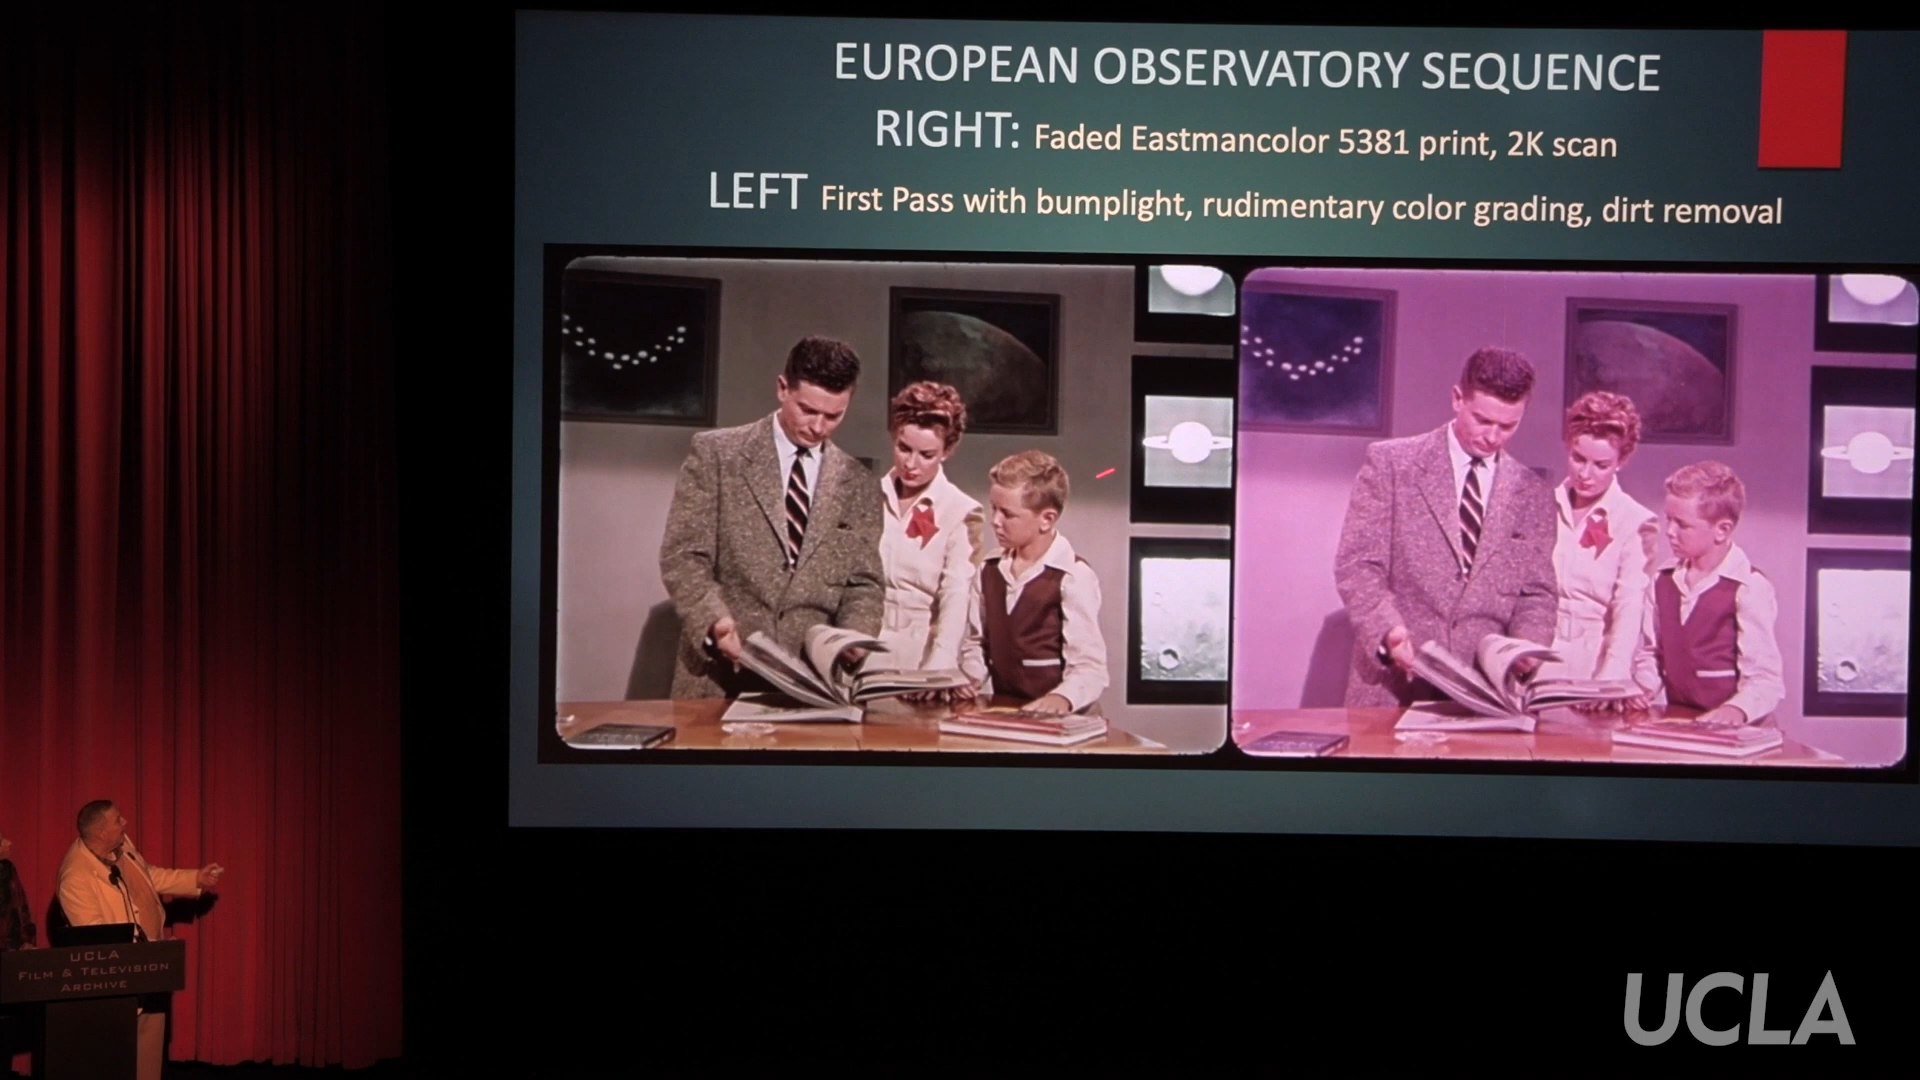 EUROPEAN OBSERVATORY SEQUENCE
RIGHT: Faded Eastmancolor 5381 print, 2K scan
LEFT First Pass with bumplight, rudimentary color grading, dirt removal
UCLA
FILM & TELEVISION
ARCHIVE
UCLA